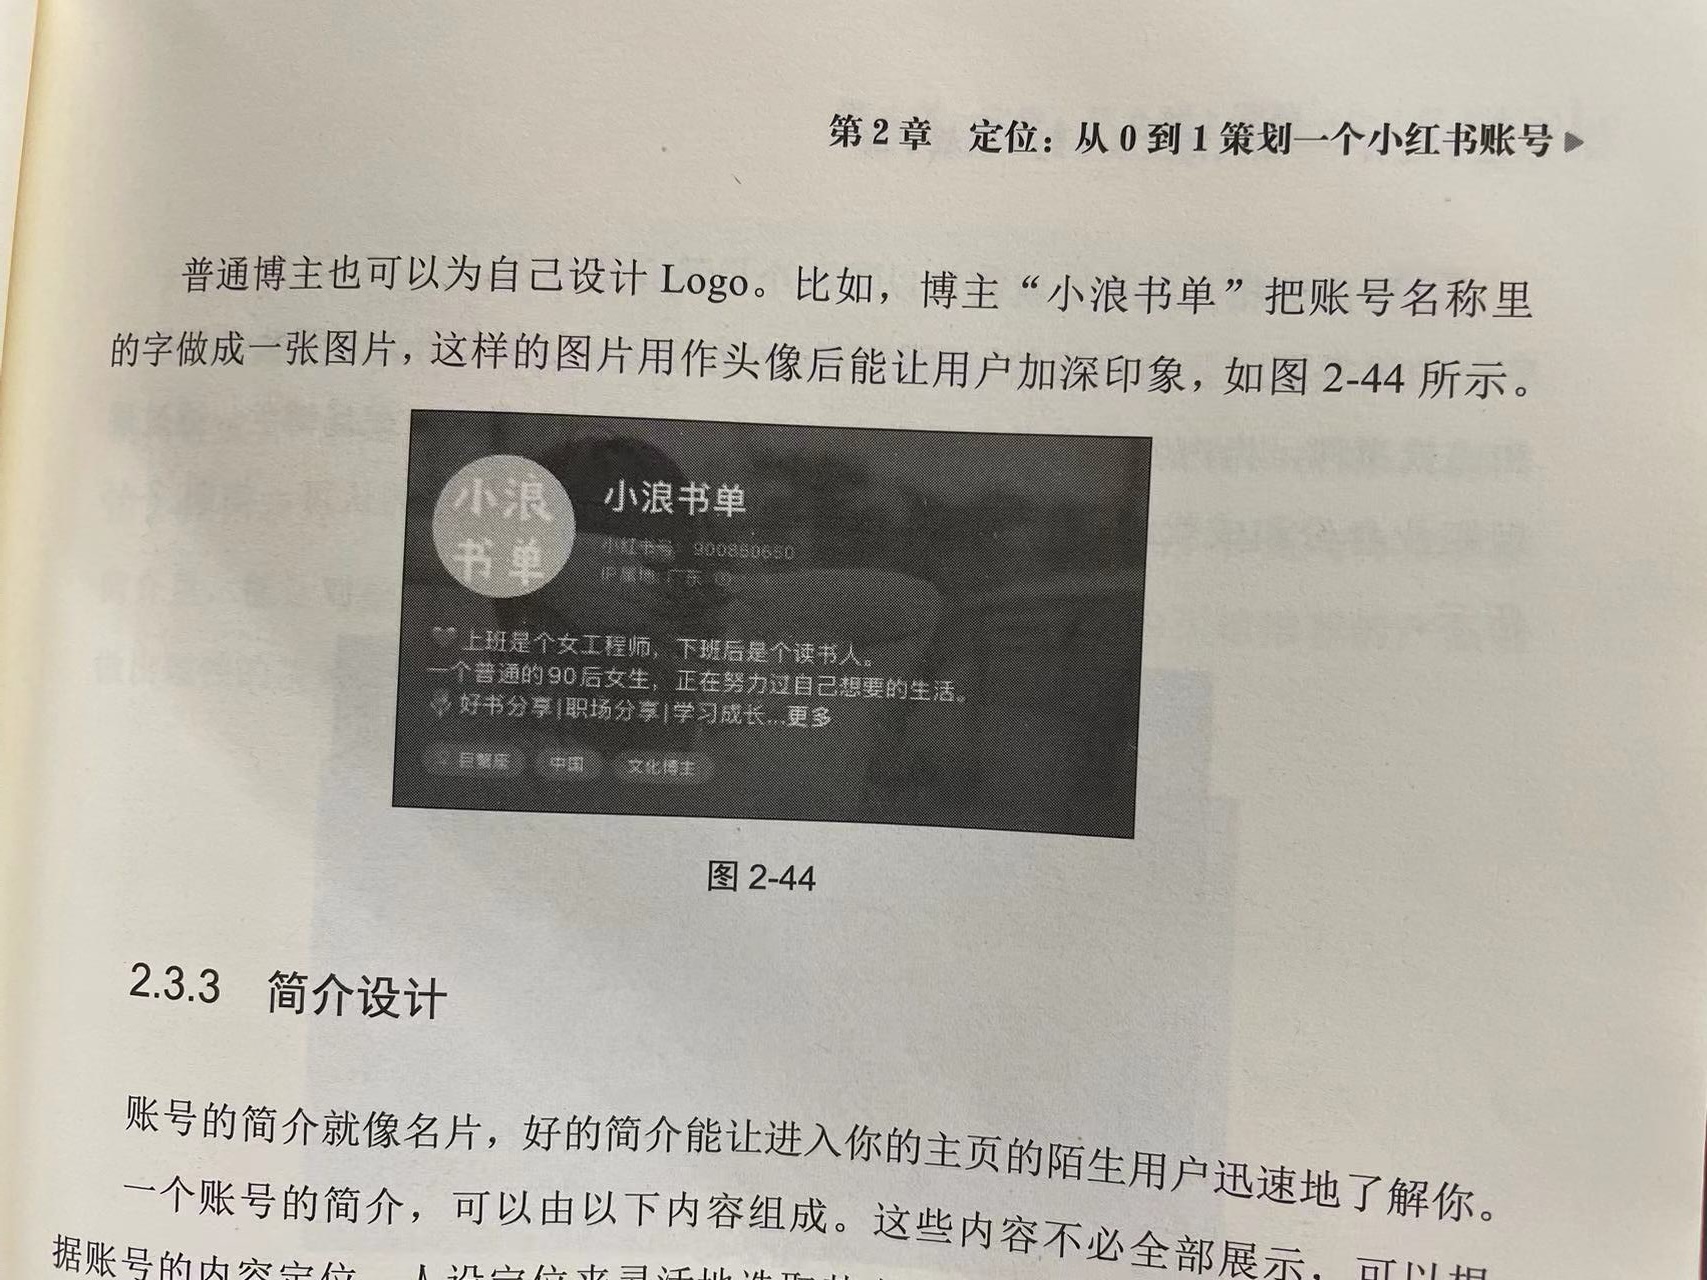 第2章 定位：从0到1策划一个小红书账号
普通博主也可以为自己设计 Logo。比如，博主“小浪书单”把账号名称里
的字做成一张图片，这样的图片用作头像后能让用户加深印象，如图 2-44 所示。
小浪
书单
小浪书单
小红书号：900850650
IP属地：广东
上班是个女工程师，下班后是个读书人。
一个普通的90后女生，正在努力过自己想要的生活。
好书分享|职场分享|学习成长...更多
巨蟹座 中国 文化博主
图 2-44
2.3.3 简介设计
账号的简介就像名片，好的简介能让进入你的主页的陌生用户迅速地了解你。
一个账号的简介，可以由以下内容组成。这些内容不必全部展示，可以根
据账号的内容定位、人设定位来灵活地选取